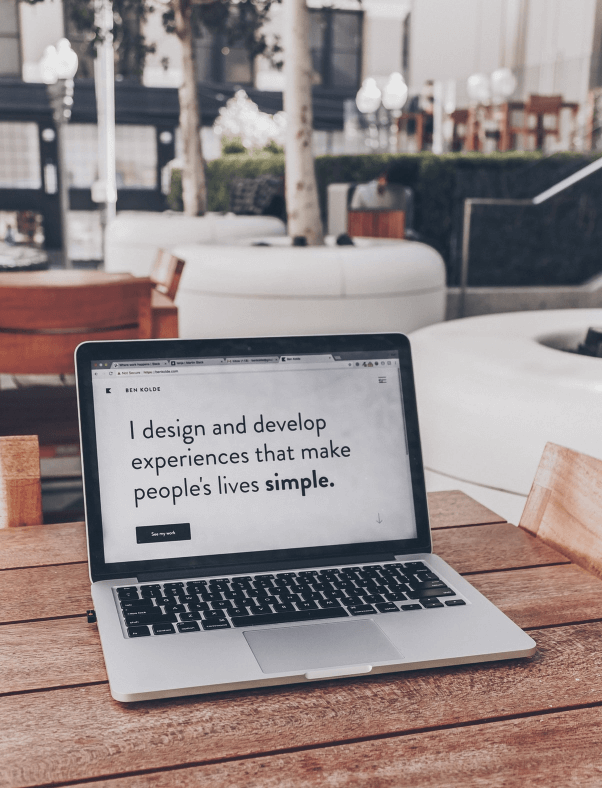 BEN KOLDE
I design and develop
experiences that make
people's lives simple.
See my work